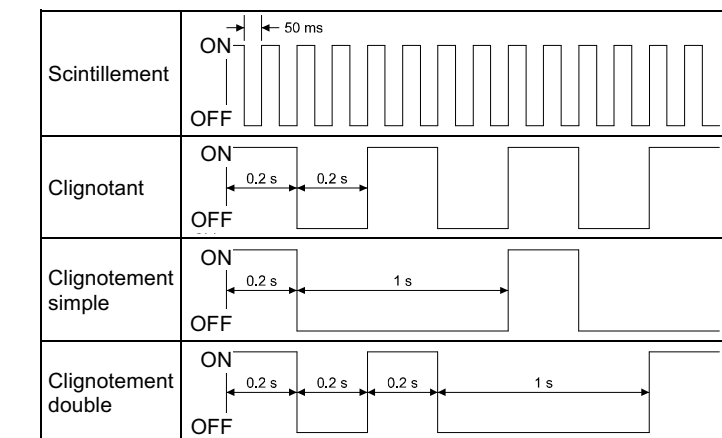 Scintillement
ON
50 ms
OFF
Clignotant
ON
0.2 s
0.2 s
OFF
Clignotement
simple
ON
0.2 s
1 s
OFF
Clignotement
double
ON
0.2 s
0.2 s
0.2 s
1 s
OFF